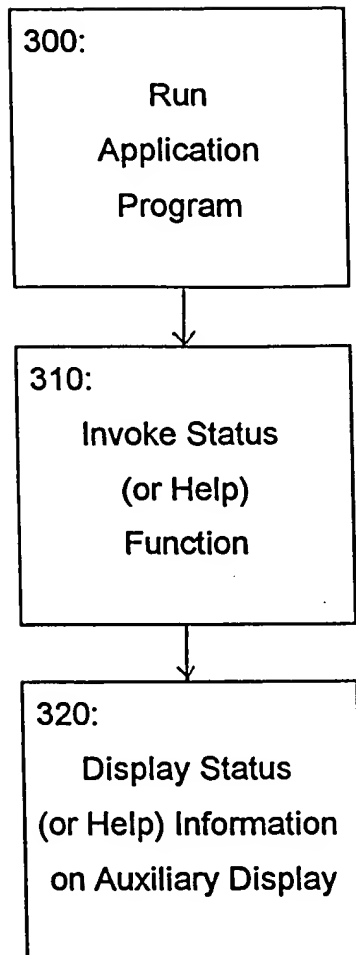 300:
Run
Application
Program
310:
Invoke Status
(or Help)
Function
320:
Display Status
(or Help) Information
on Auxiliary Display